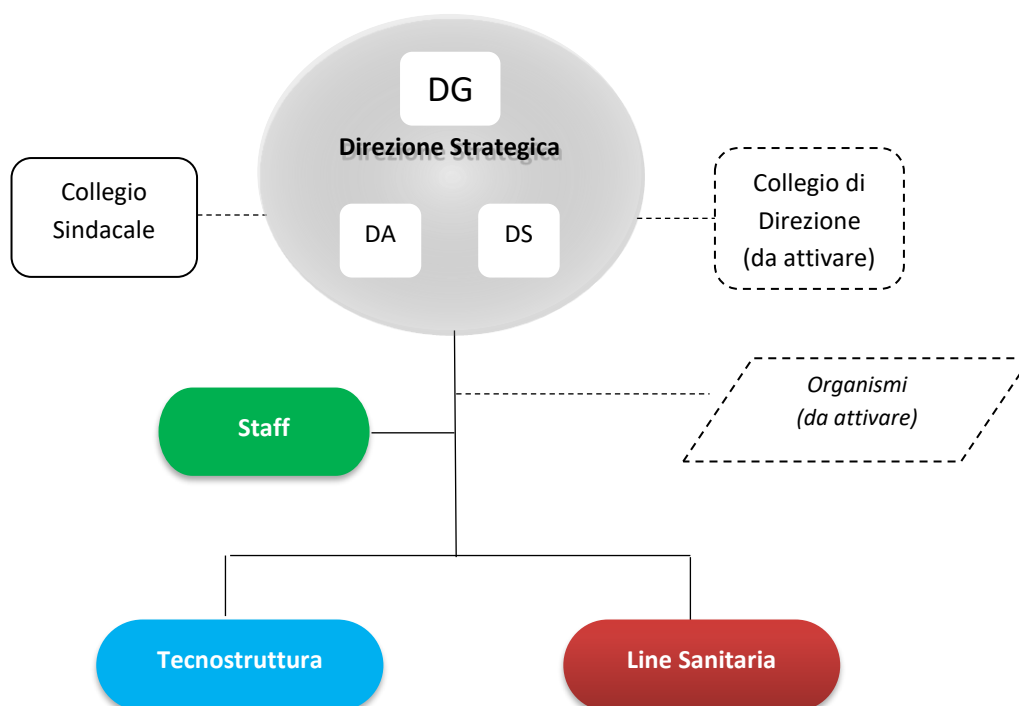 DG
Direzione Strategica
Collegio
Sindacale
DA
DS
Collegio di
Direzione
(da attivare)
Organismi
(da attivare)
Staff
Tecnostruttura
Line Sanitaria